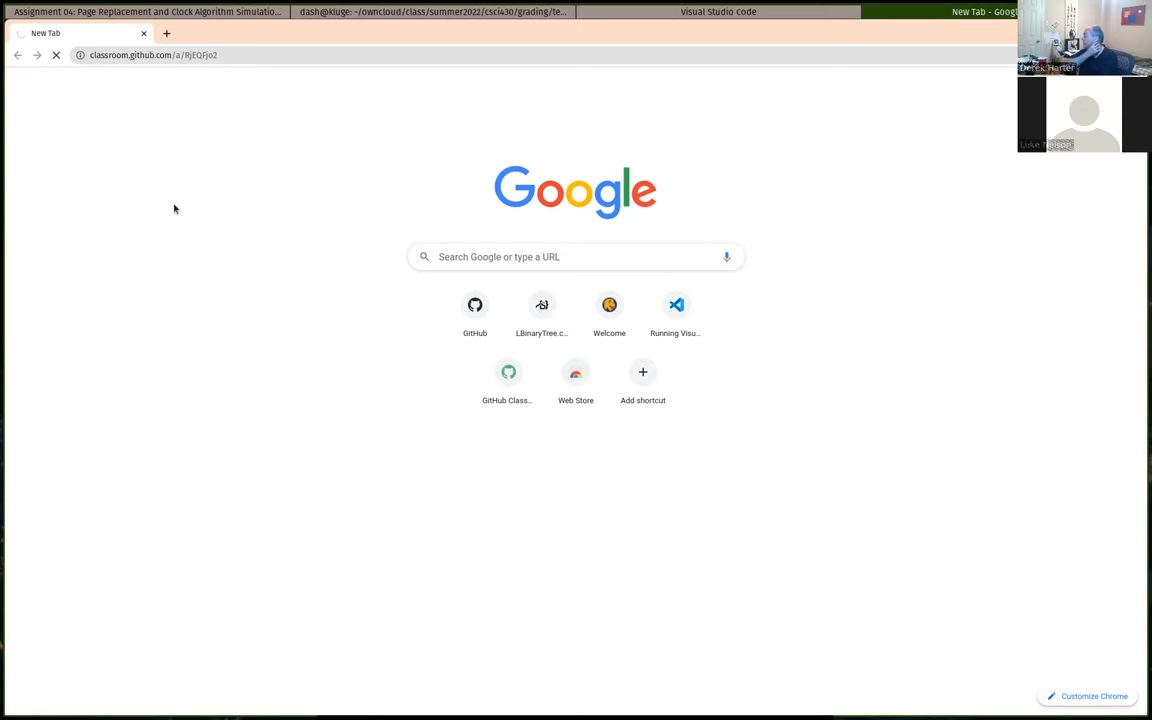 Assignment 04: Page Replacement and Clock Algorithm Simulatio...
dash@kluge: ~/owncloud/class/summer2022/csci430/grading/te...
Visual Studio Code
New Tab - Googl
New Tab
classroom.github.com/a/RjEQFjo2
Derek Harter
Luke Nelson
Google
Search Google or type a URL
GitHub
LBinaryTree.c...
Welcome
Running Visu...
GitHub Class...
Web Store
Add shortcut
Customize Chrome